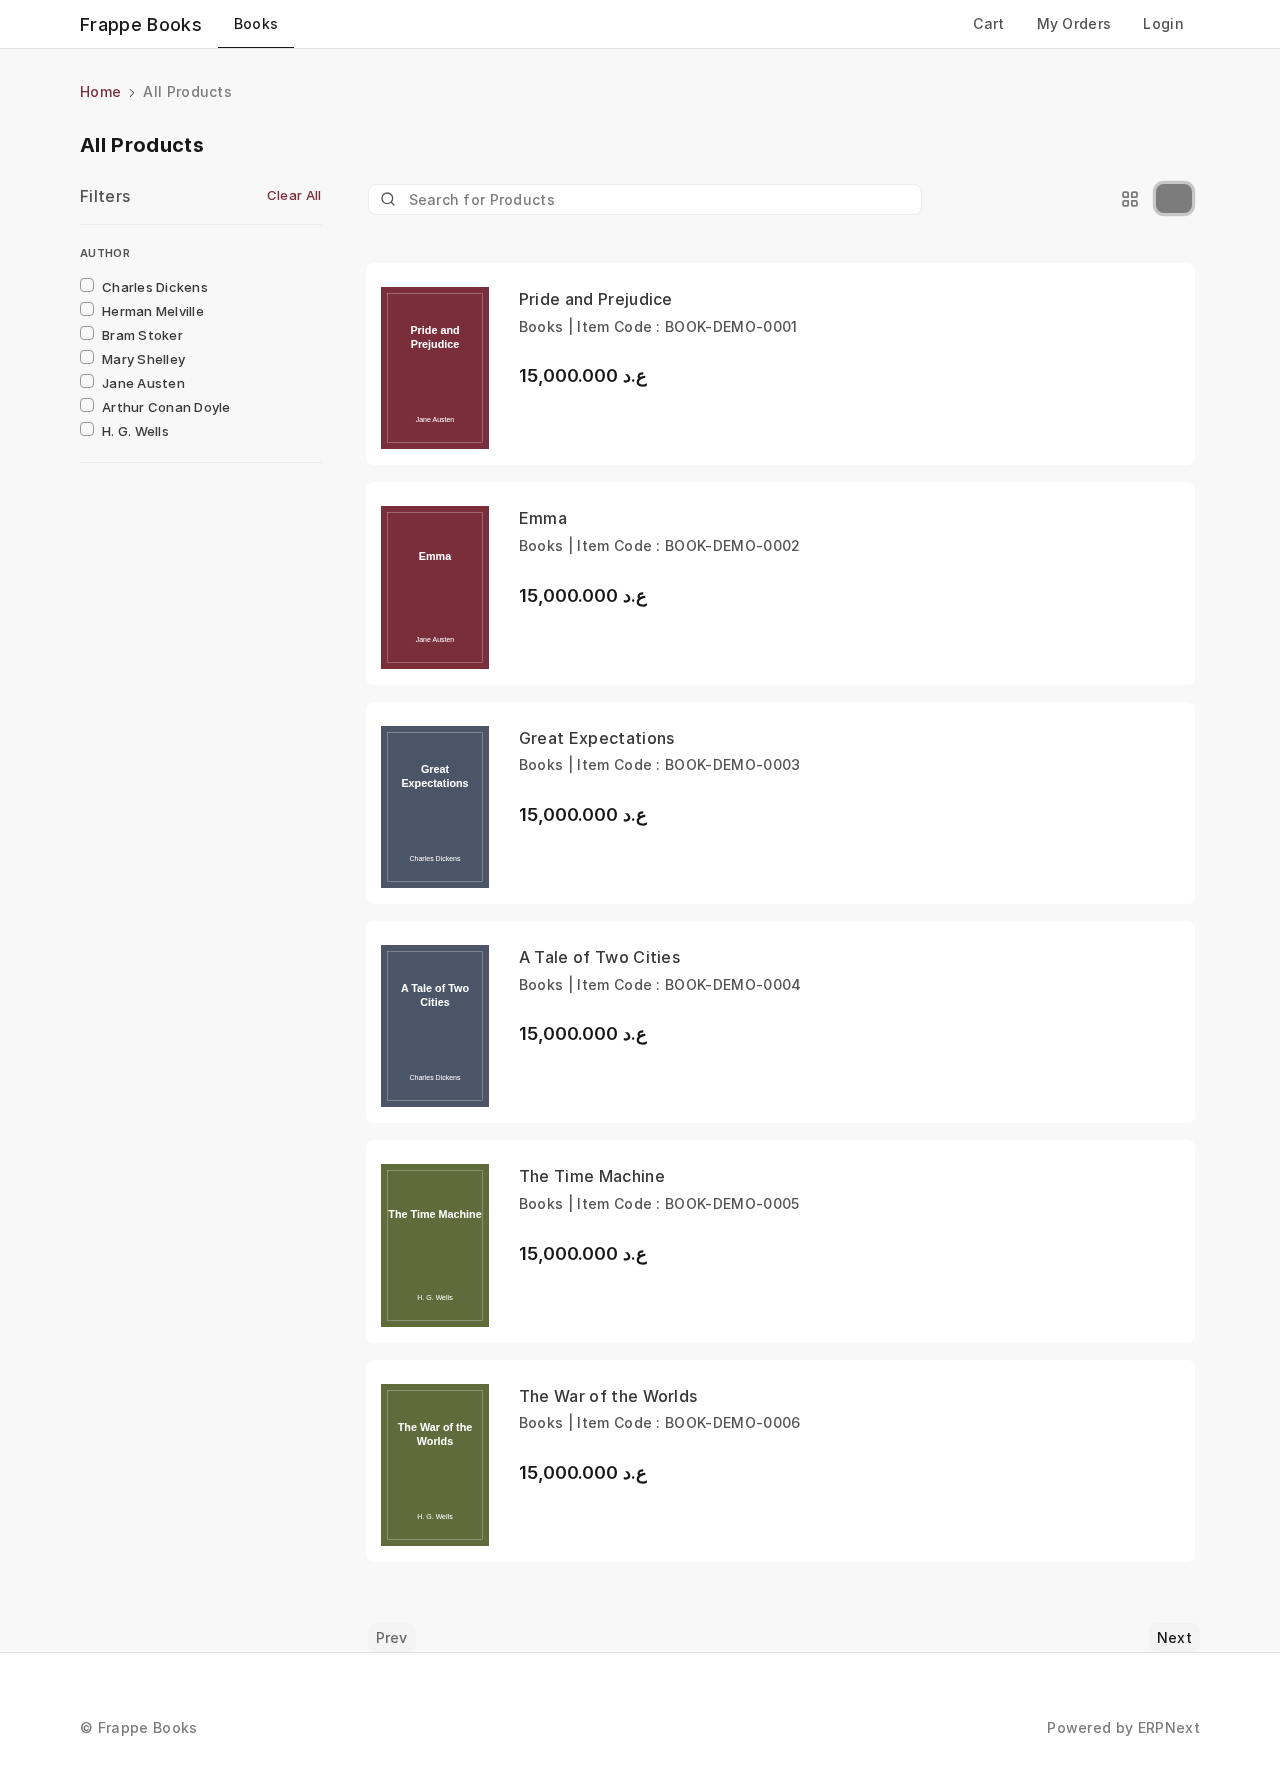 Frappe Books
Books
Cart
My Orders
Login
Home
All Products
All Products
Filters
Clear All
Search for Products
AUTHOR
Charles Dickens
Herman Melville
Bram Stoker
Mary Shelley
Jane Austen
Arthur Conan Doyle
H. G. Wells
Pride and
Prejudice
Jane Austen
Pride and Prejudice
Books | Item Code : BOOK-DEMO-0001
15,000.000 ع.د
Emma
Jane Austen
Emma
Books | Item Code : BOOK-DEMO-0002
15,000.000 ع.د
Great
Expectations
Charles Dickens
Great Expectations
Books | Item Code : BOOK-DEMO-0003
15,000.000 ع.د
A Tale of Two
Cities
Charles Dickens
A Tale of Two Cities
Books | Item Code : BOOK-DEMO-0004
15,000.000 ع.د
The Time Machine
H. G. Wells
The Time Machine
Books | Item Code : BOOK-DEMO-0005
15,000.000 ع.د
The War of the
Worlds
H. G. Wells
The War of the Worlds
Books | Item Code : BOOK-DEMO-0006
15,000.000 ع.د
Prev
Next
© Frappe Books
Powered by ERPNext